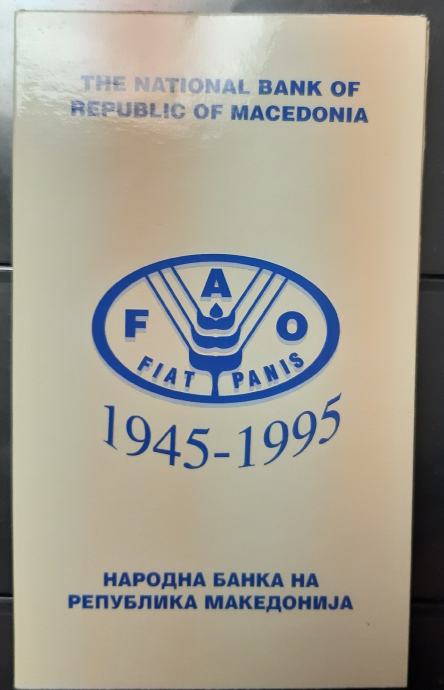 THE NATIONAL BANK OF
REPUBLIC OF MACEDONIA
F A O
FIAT PANIS
1945-1995
НАРОДНА БАНКА НА
РЕПУБЛИКА МАКЕДОНИЈА